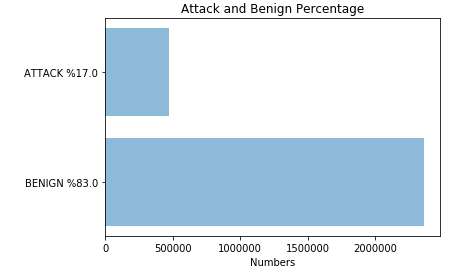 Attack and Benign Percentage
ATTACK %17.0
BENIGN %83.0
0 500000 1000000 1500000 2000000
Numbers